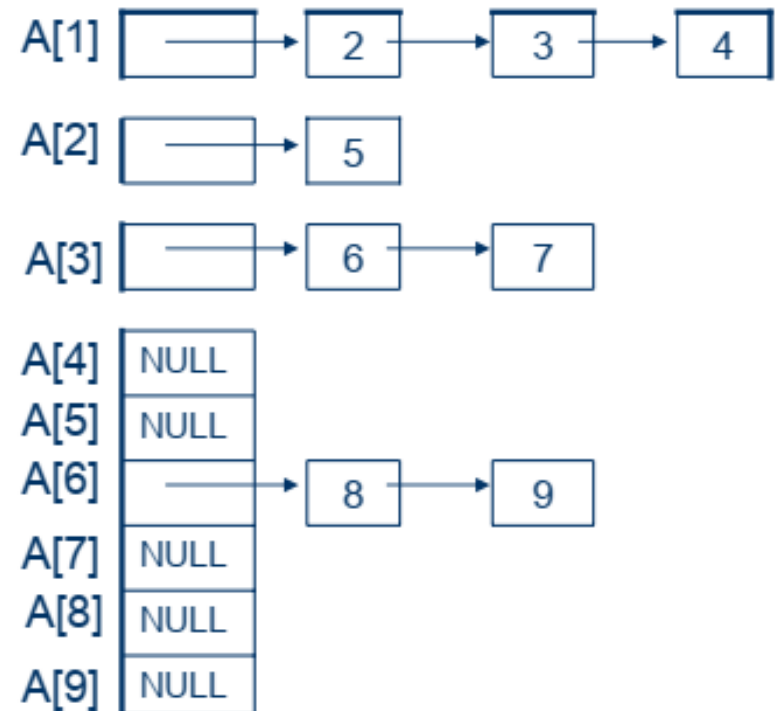 A[1] 2 3 4
A[2] 5
A[3] 6 7
A[4] NULL
A[5] NULL
A[6] 8 9
A[7] NULL
A[8] NULL
A[9] NULL